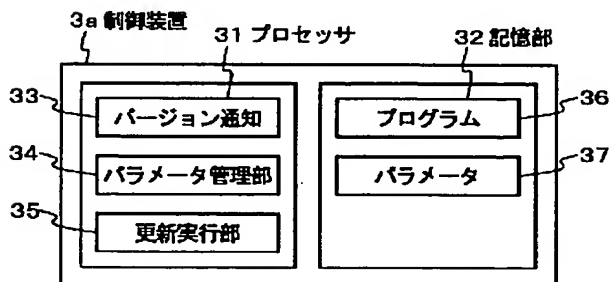 3a 制御装置
31 プロセッサ
32 記憶部
33
バージョン通知
34
パラメータ管理部
35
更新実行部
プログラム
36
パラメータ
37